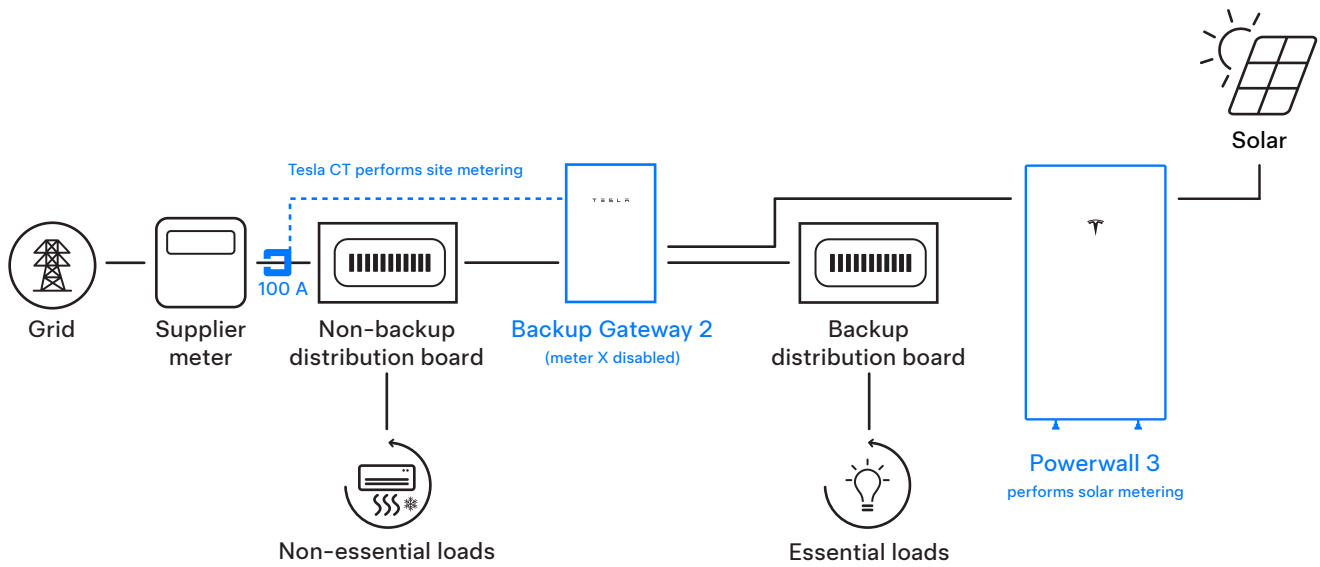 Solar
Tesla CT performs site metering
TESLA
100 A
Grid
Supplier
meter
Non-backup
distribution board
Backup Gateway 2
(meter X disabled)
Backup
distribution board
Powerwall 3
performs solar metering
Non-essential loads
Essential loads